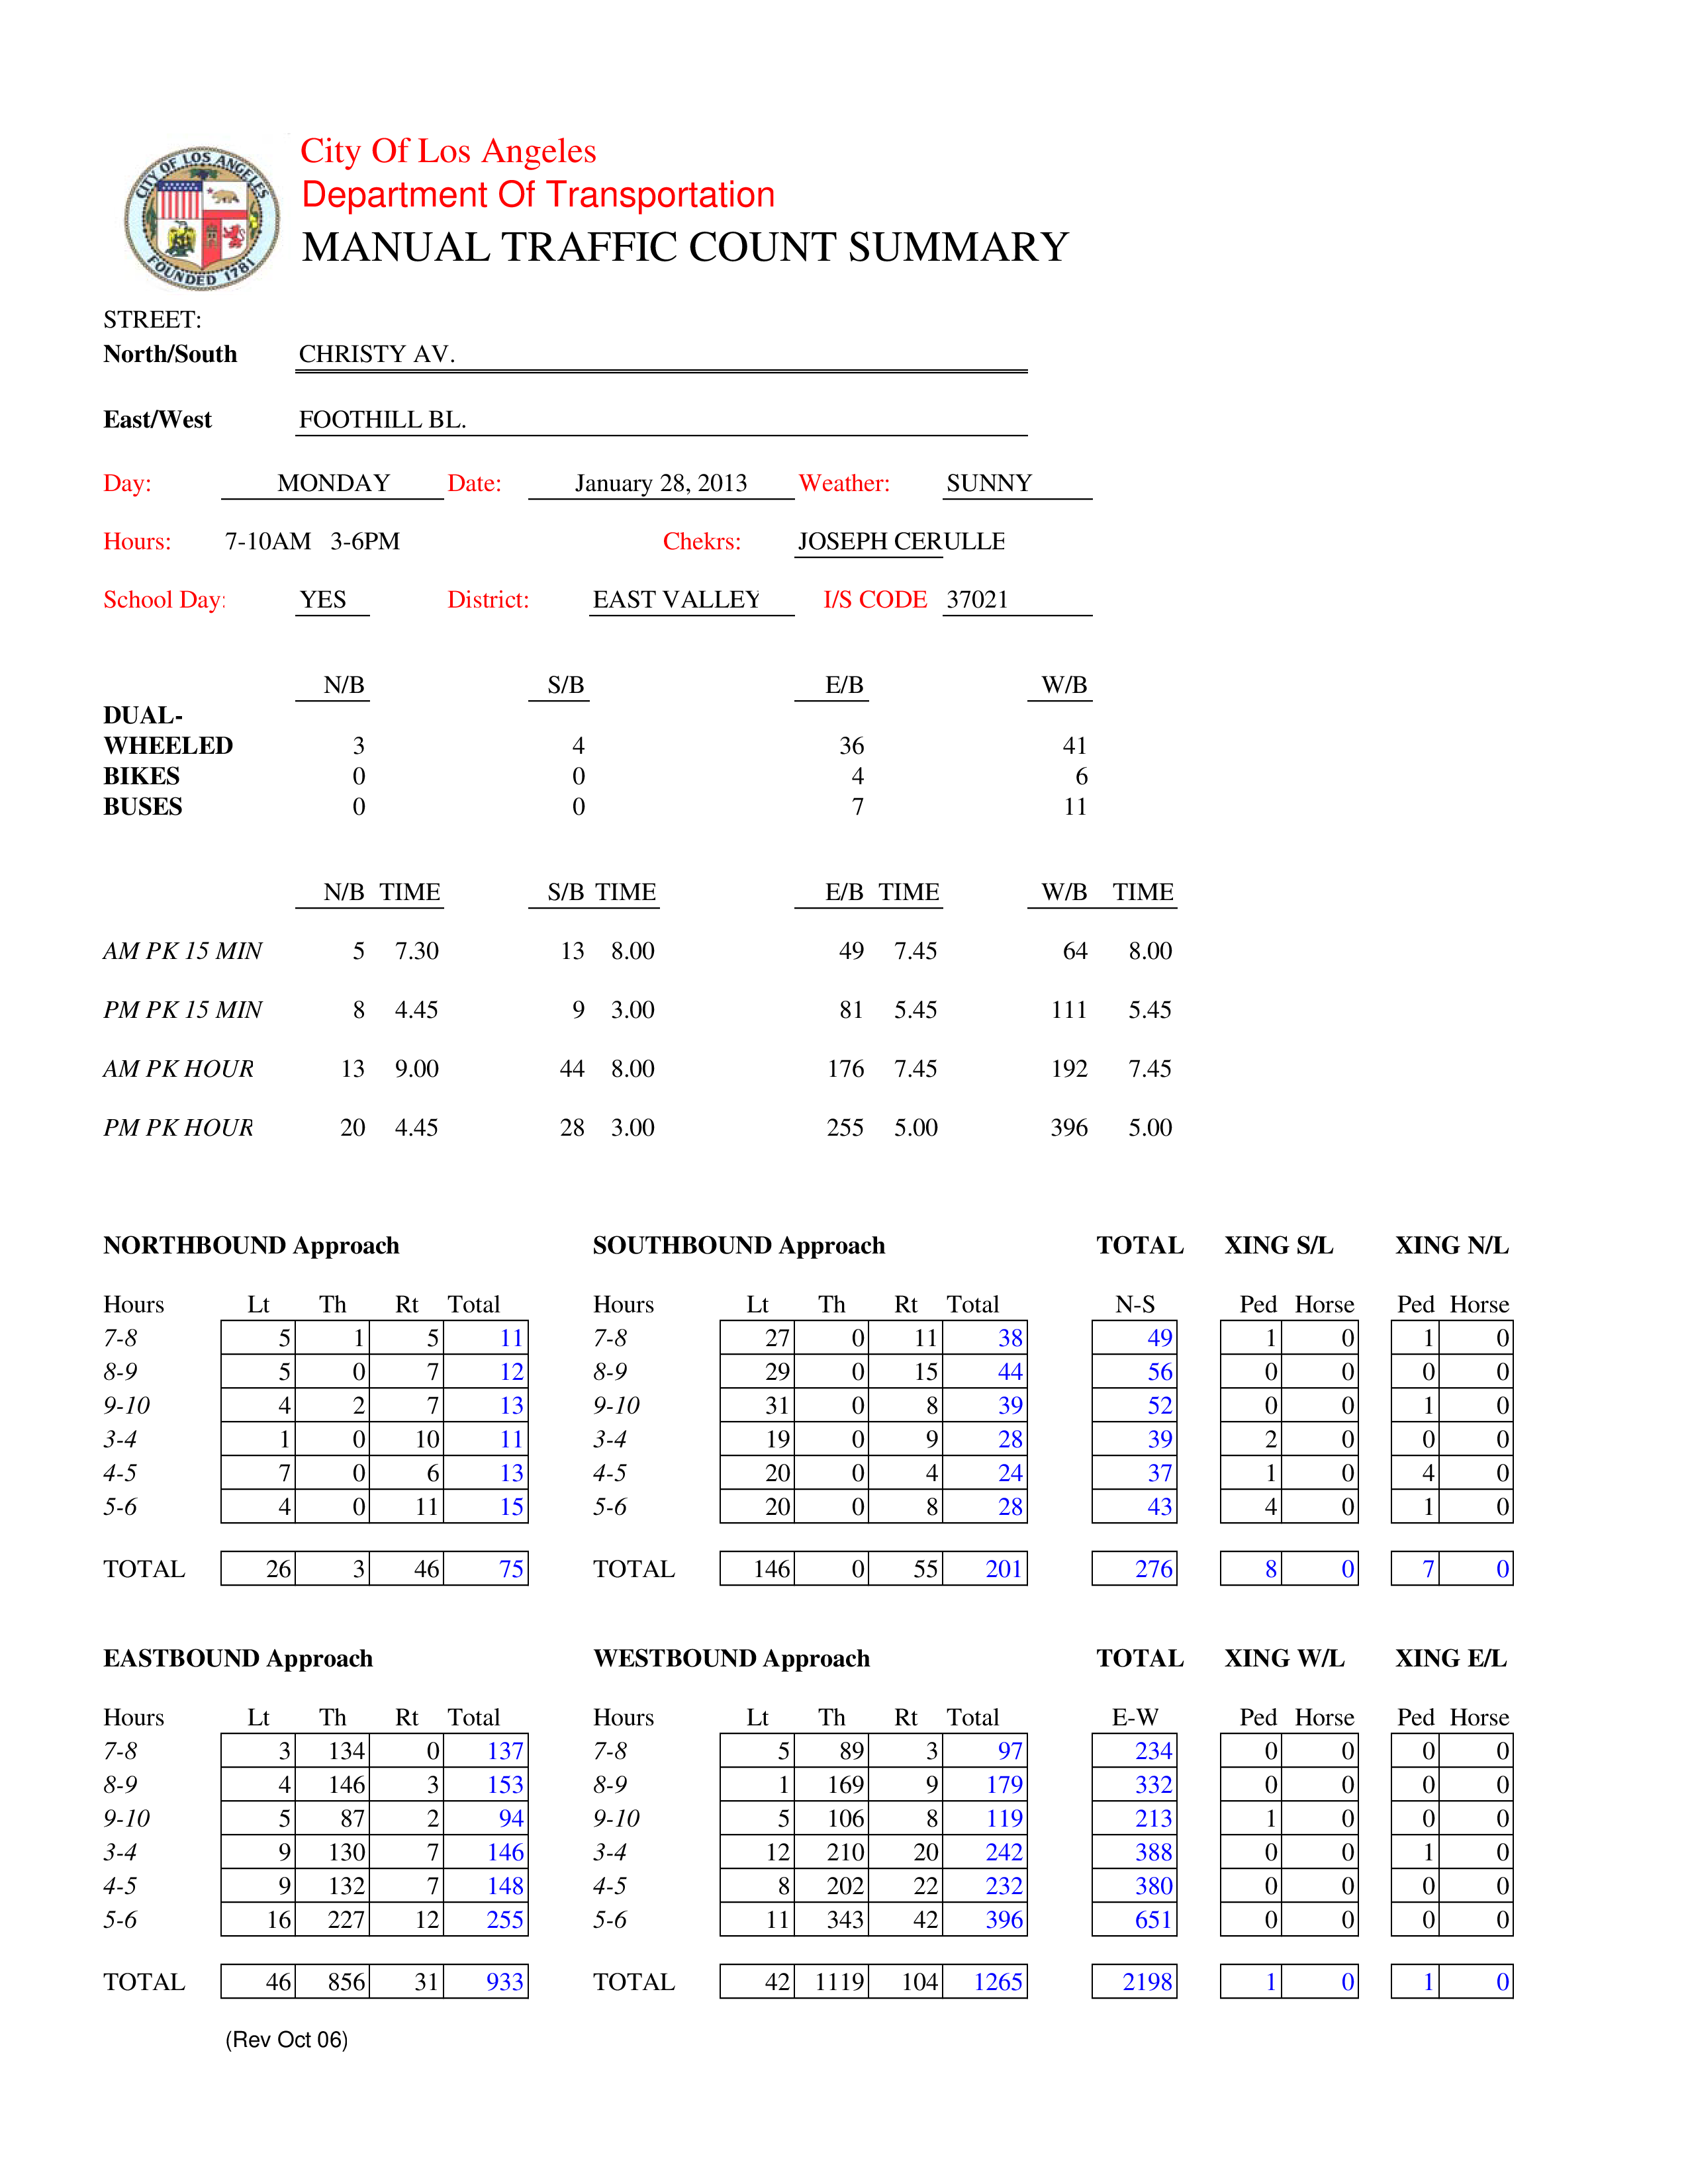 CITY OF LOS ANGELES
FOUNDED 1781
City Of Los Angeles
Department Of Transportation
MANUAL TRAFFIC COUNT SUMMARY
STREET:
North/South CHRISTY AV.
East/West FOOTHILL BL.
Day: MONDAY Date: January 28, 2013 Weather: SUNNY
Hours: 7-10AM 3-6PM Chekrs: JOSEPH CERULLE
School Day: YES District: EAST VALLEY I/S CODE 37021
N/B S/B E/B W/B
DUAL-
WHEELED 3 4 36 41
BIKES 0 0 4 6
BUSES 0 0 7 11
N/B TIME S/B TIME E/B TIME W/B TIME
AM PK 15 MIN 5 7.30 13 8.00 49 7.45 64 8.00
PM PK 15 MIN 8 4.45 9 3.00 81 5.45 111 5.45
AM PK HOUR 13 9.00 44 8.00 176 7.45 192 7.45
PM PK HOUR 20 4.45 28 3.00 255 5.00 396 5.00
NORTHBOUND Approach SOUTHBOUND Approach TOTAL XING S/L XING N/L
Hours Lt Th Rt Total Hours Lt Th Rt Total N-S Ped Horse Ped Horse
7-8 5 1 5 11 7-8 27 0 11 38 49 1 0 1 0
8-9 5 0 7 12 8-9 29 0 15 44 56 0 0 0 0
9-10 4 2 7 13 9-10 31 0 8 39 52 0 0 1 0
3-4 1 0 10 11 3-4 19 0 9 28 39 2 0 0 0
4-5 7 0 6 13 4-5 20 0 4 24 37 1 0 4 0
5-6 4 0 11 15 5-6 20 0 8 28 43 4 0 1 0
TOTAL 26 3 46 75 TOTAL 146 0 55 201 276 8 0 7 0
EASTBOUND Approach WESTBOUND Approach TOTAL XING W/L XING E/L
Hours Lt Th Rt Total Hours Lt Th Rt Total E-W Ped Horse Ped Horse
7-8 3 134 0 137 7-8 5 89 3 97 234 0 0 0 0
8-9 4 146 3 153 8-9 1 169 9 179 332 0 0 0 0
9-10 5 87 2 94 9-10 5 106 8 119 213 1 0 0 0
3-4 9 130 7 146 3-4 12 210 20 242 388 0 0 1 0
4-5 9 132 7 148 4-5 8 202 22 232 380 0 0 0 0
5-6 16 227 12 255 5-6 11 343 42 396 651 0 0 0 0
TOTAL 46 856 31 933 TOTAL 42 1119 104 1265 2198 1 0 1 0
(Rev Oct 06)